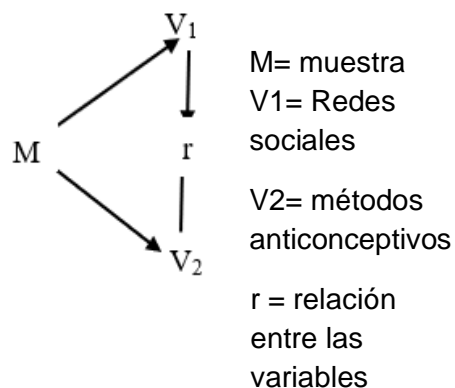 V₁
M
r
V₂
M= muestra
V1= Redes
sociales
V2= métodos
anticonceptivos
r = relación
entre las
variables